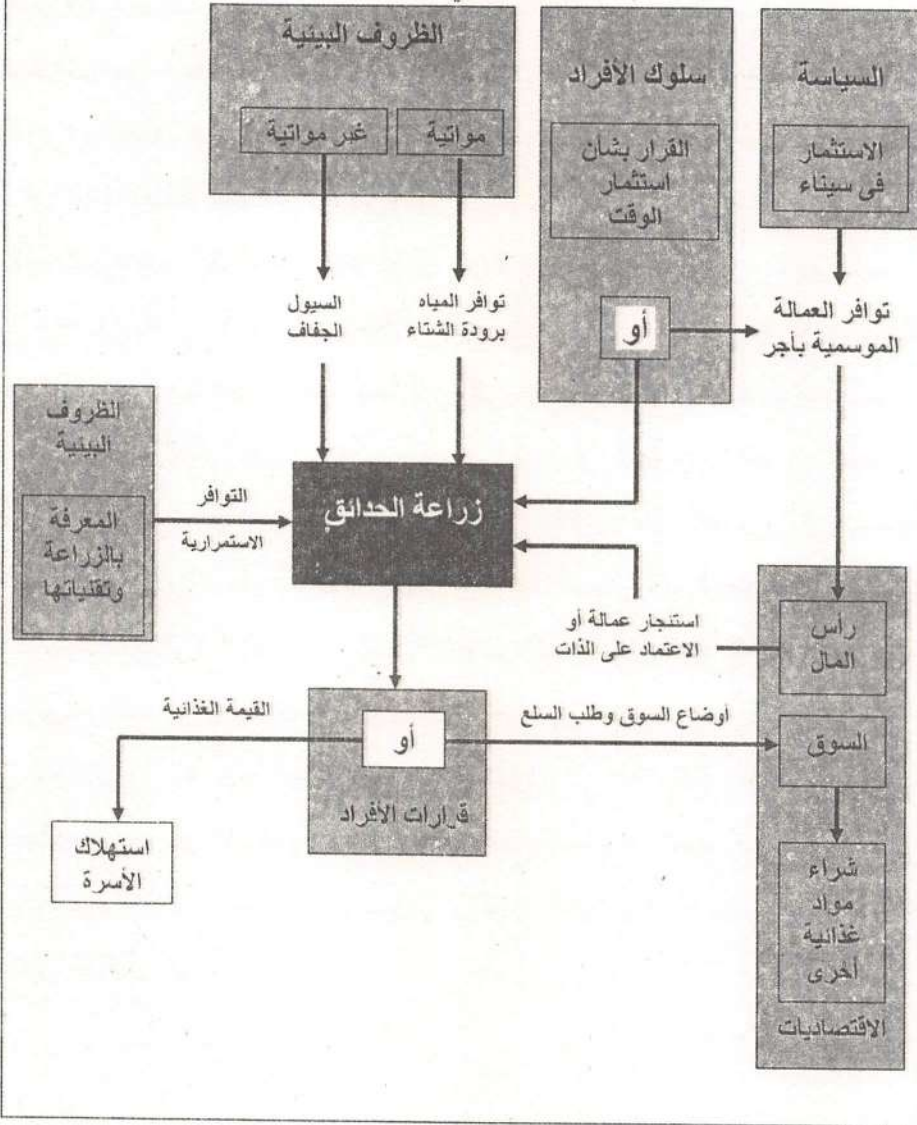 السياسة
الاستثمار
فى سيناء
سلوك الأفراد
القرار بشأن
استثمار
الوقت
أو
الظروف البيئية
مواتية
غير مواتية
توافر العمالة
الموسمية بأجر
توافر المياه
برودة الشتاء
السيول
الجفاف
الظروف
البيئية
المعرفة
بالزراعة
وتقنياتها
التوافر
الاستمرارية
زراعة الحدائق
رأس
المال
استئجار عمالة أو
الاعتماد على الذات
السوق
أوضاع السوق وطلب السلع
أو
قرارات الأفراد
القيمة الغذائية
استهلاك
الأسرة
شراء
مواد
غذائية
أخرى
الاقتصاديات